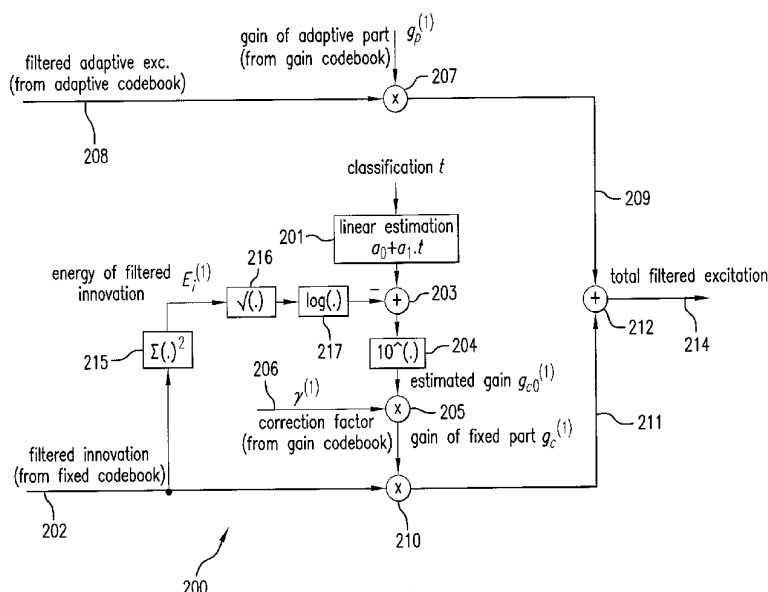 gain of adaptive part g_p^(1)
(from gain codebook)
filtered adaptive exc.
(from adaptive codebook)
207
x
208
classification t
209
201
linear estimation
a_0+a_1.t
216
energy of filtered E_i^(1)
innovation
√(.)
log(.)
−
+
203
total filtered excitation
+
212
214
217
215
Σ(.)^2
10^(.)
204
206
γ^(1)
estimated gain g_c0^(1)
x
205
correction factor
(from gain codebook)
gain of fixed part g_c^(1)
211
filtered innovation
(from fixed codebook)
x
202
210
200